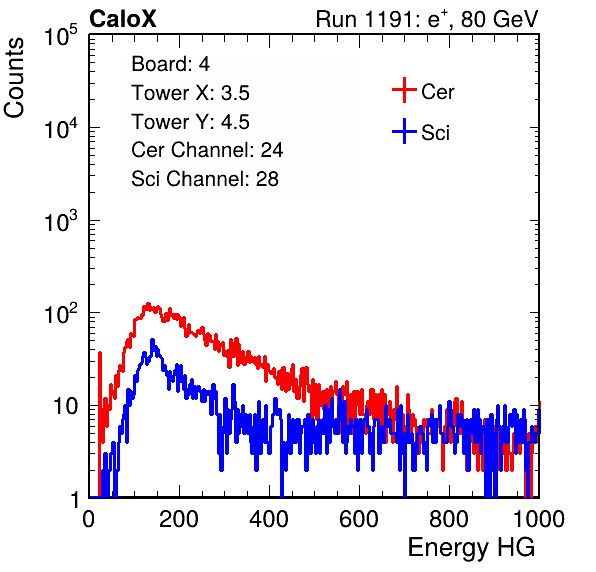 CaloX Run 1191: e⁺, 80 GeV
Counts
Board: 4
Tower X: 3.5
Tower Y: 4.5
Cer Channel: 24
Sci Channel: 28
Cer
Sci
10⁵
10⁴
10³
10²
10
1
0 200 400 600 800 1000
Energy HG